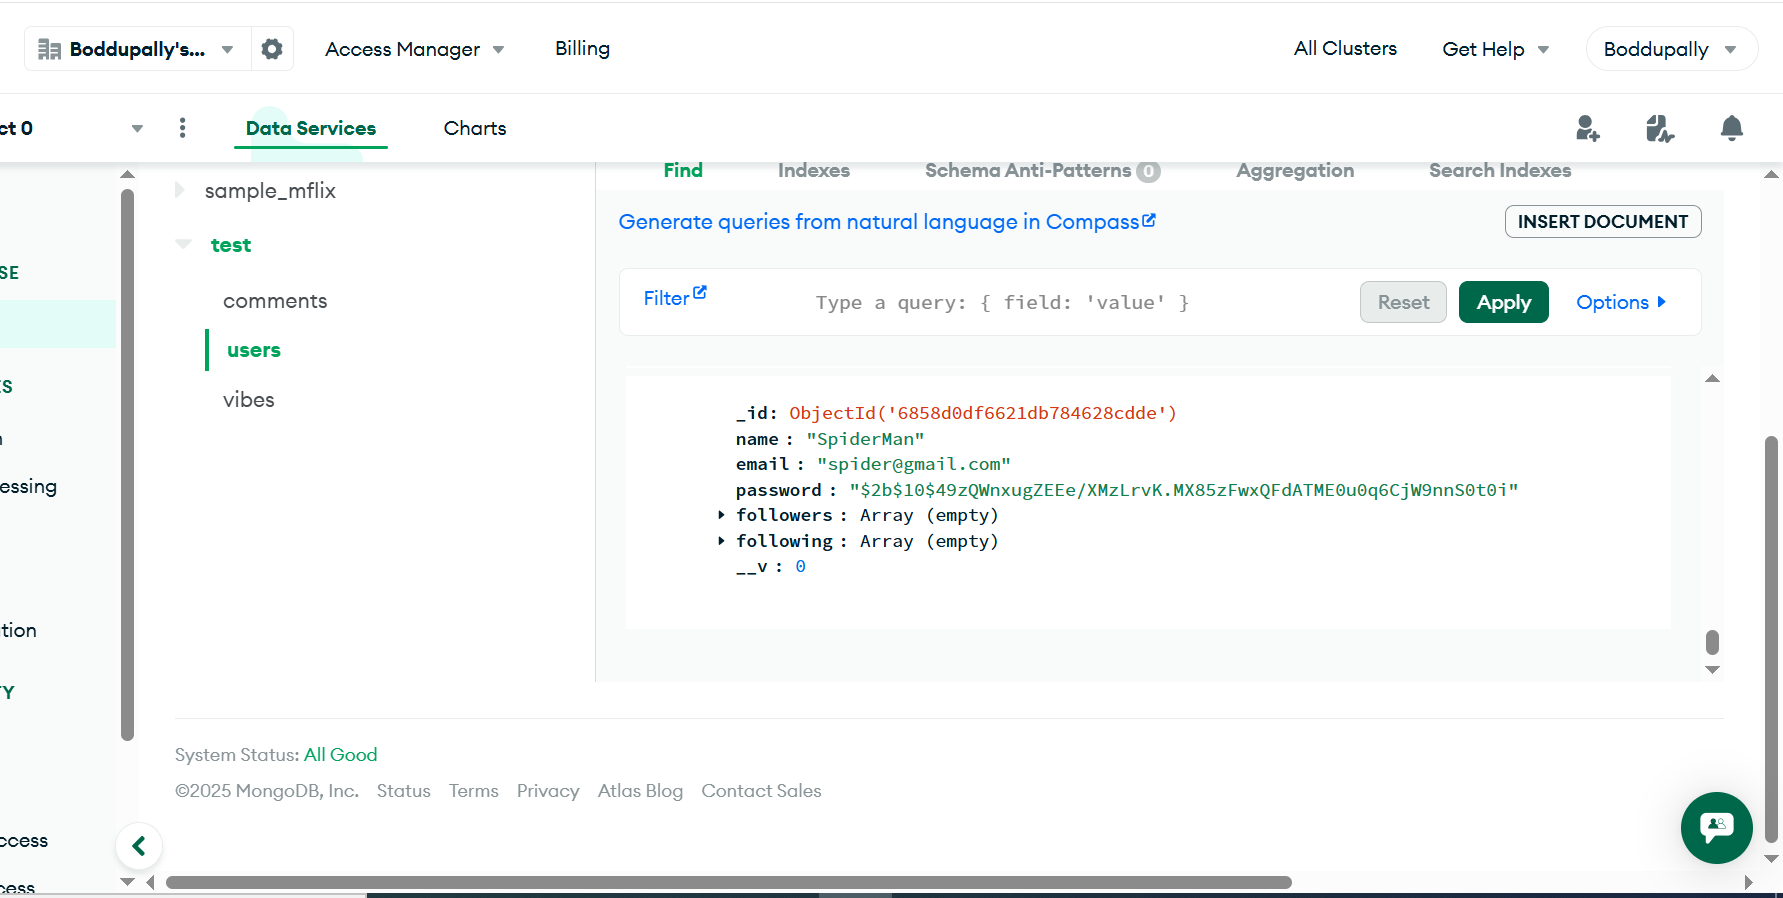 Boddupally's...
Access Manager
Billing
All Clusters
Get Help
Boddupally
ct 0
Data Services
Charts
SE
ES
essing
tion
TY
ccess
cess
sample_mflix
test
comments
users
vibes
Find
Indexes
Schema Anti-Patterns 0
Aggregation
Search Indexes
Generate queries from natural language in Compass
INSERT DOCUMENT
Filter
Type a query: { field: 'value' }
Reset
Apply
Options
_id: ObjectId('6858d0df6621db784628cdde')
name : "SpiderMan"
email : "spider@gmail.com"
password : "$2b$10$49zQWnxugZEEe/XMzLrvK.MX85zFwxQFdATME0u0q6CjW9nnS0t0i"
followers : Array (empty)
following : Array (empty)
__v : 0
System Status: All Good
©2025 MongoDB, Inc. Status Terms Privacy Atlas Blog Contact Sales